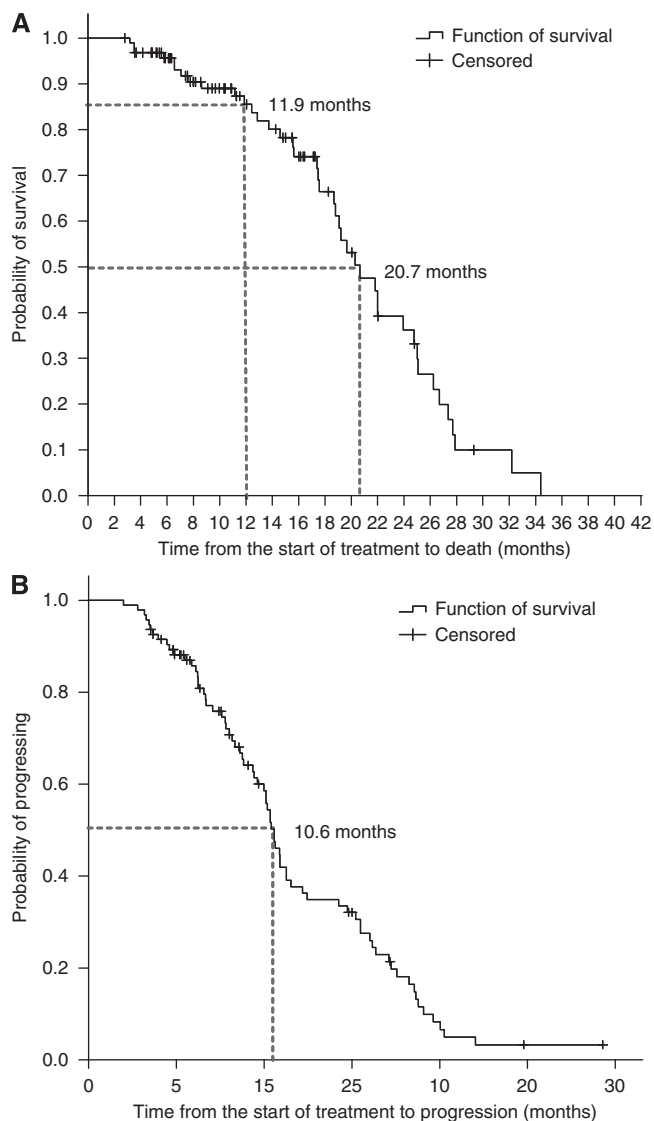 A
Function of survival
Censored
1.0
0.9
0.8
0.7
0.6
0.5
0.4
0.3
0.2
0.1
0.0
Probability of survival
11.9 months
20.7 months
0 2 4 6 8 10 12 14 16 18 20 22 24 26 28 30 32 34 36 38 40 42
Time from the start of treatment to death (months)
B
Function of survival
Censored
1.0
0.8
0.6
0.4
0.2
0.0
Probability of progressing
10.6 months
0 5 15 25 10 20 30
Time from the start of treatment to progression (months)